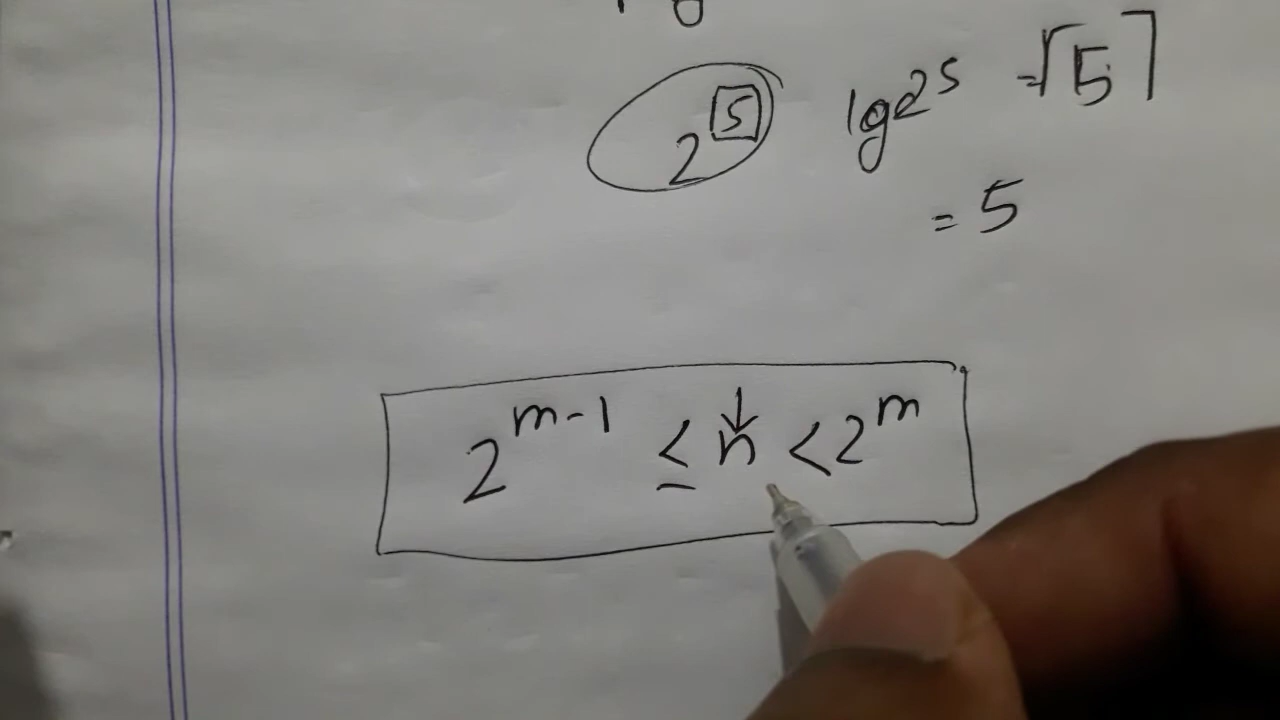 2^5 lg2^5 = ⌈5⌉
= 5
2^{m-1} ≤ n < 2^m